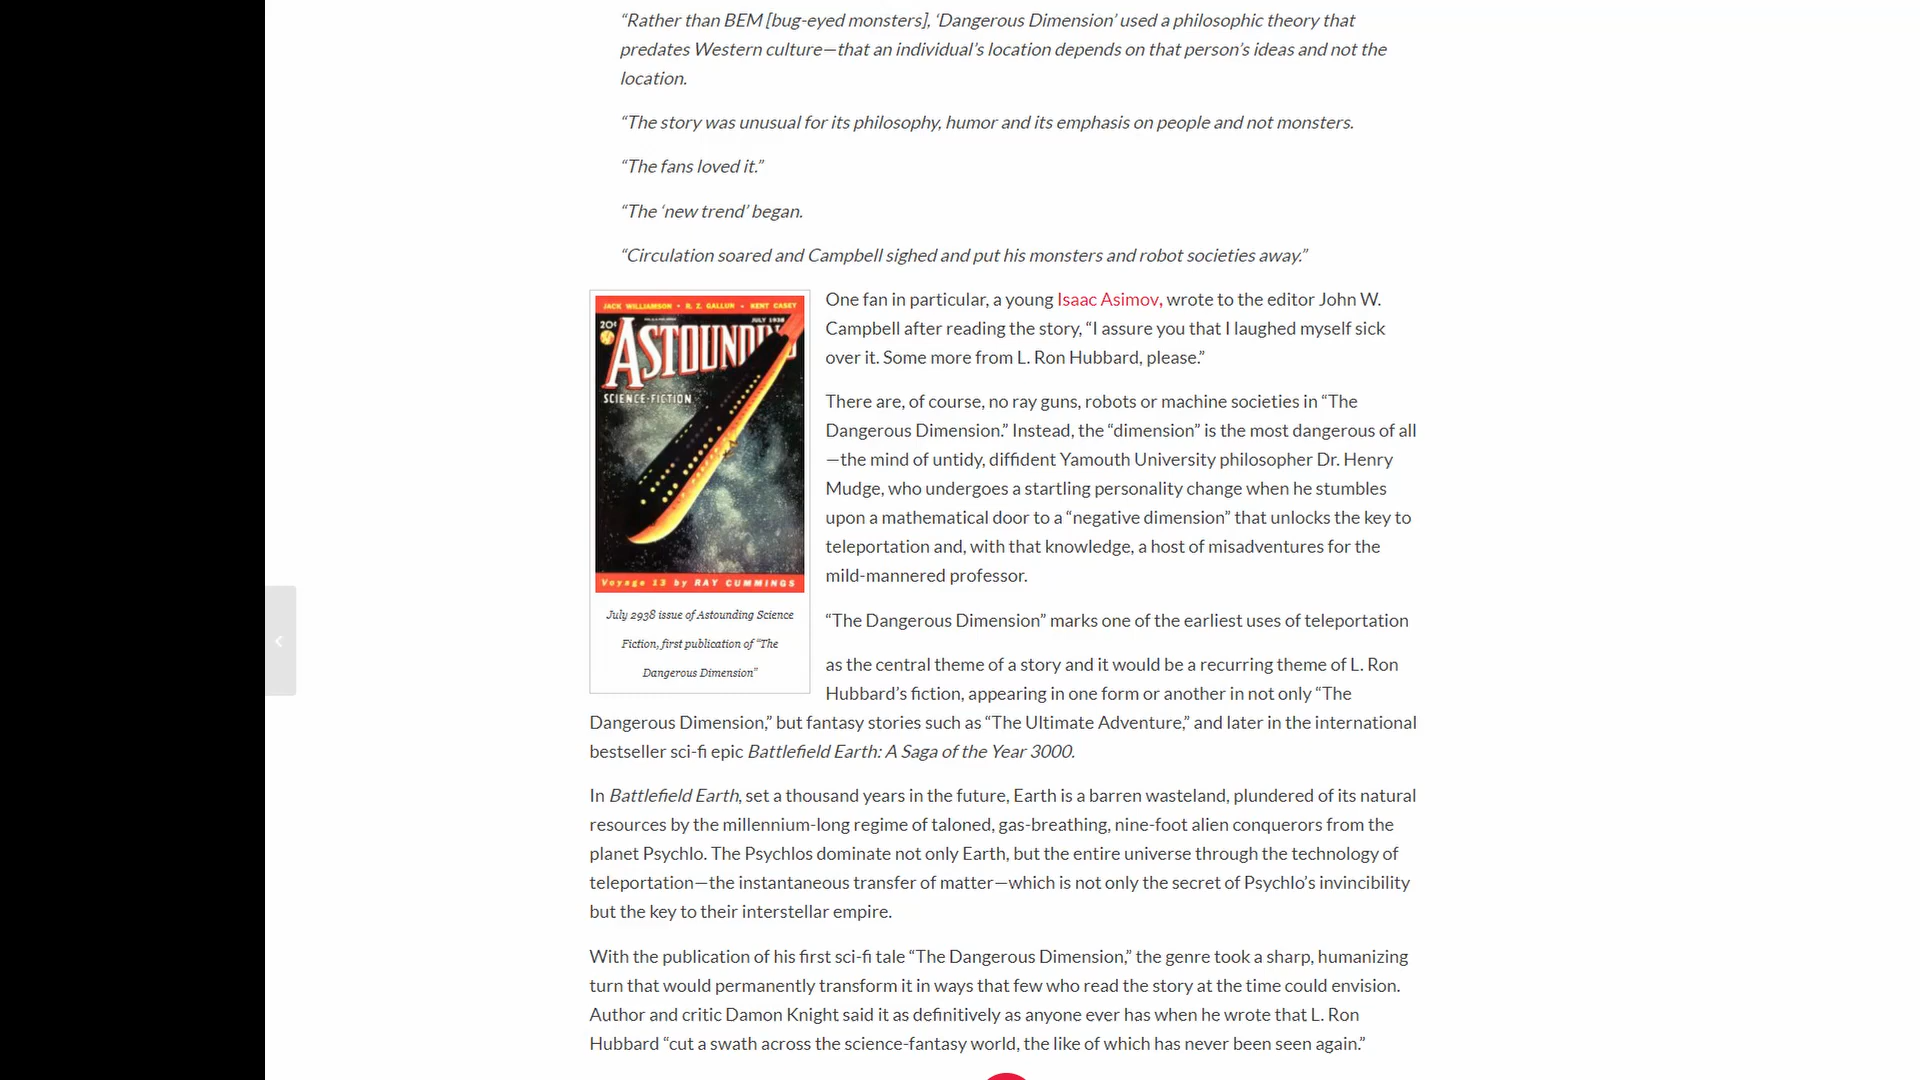 “Rather than BEM [bug-eyed monsters], ‘Dangerous Dimension’ used a philosophic theory that
predates Western culture—that an individual’s location depends on that person’s ideas and not the
location.
“The story was unusual for its philosophy, humor and its emphasis on people and not monsters.
“The fans loved it.”
“The ‘new trend’ began.
“Circulation soared and Campbell sighed and put his monsters and robot societies away.”
JACK WILLIAMSON • R. Z. GALLUN • KENT CASEY
20¢
JULY 1938
ASTOUNDING
SCIENCE-FICTION
Voyage 13 by RAY CUMMINGS
July 2938 issue of Astounding Science
Fiction, first publication of “The
Dangerous Dimension”
One fan in particular, a young Isaac Asimov, wrote to the editor John W.
Campbell after reading the story, “I assure you that I laughed myself sick
over it. Some more from L. Ron Hubbard, please.”
There are, of course, no ray guns, robots or machine societies in “The
Dangerous Dimension.” Instead, the “dimension” is the most dangerous of all
—the mind of untidy, diffident Yamouth University philosopher Dr. Henry
Mudge, who undergoes a startling personality change when he stumbles
upon a mathematical door to a “negative dimension” that unlocks the key to
teleportation and, with that knowledge, a host of misadventures for the
mild-mannered professor.
“The Dangerous Dimension” marks one of the earliest uses of teleportation
as the central theme of a story and it would be a recurring theme of L. Ron
Hubbard’s fiction, appearing in one form or another in not only “The
Dangerous Dimension,” but fantasy stories such as “The Ultimate Adventure,” and later in the international
bestseller sci-fi epic Battlefield Earth: A Saga of the Year 3000.
In Battlefield Earth, set a thousand years in the future, Earth is a barren wasteland, plundered of its natural
resources by the millennium-long regime of taloned, gas-breathing, nine-foot alien conquerors from the
planet Psychlo. The Psychlos dominate not only Earth, but the entire universe through the technology of
teleportation—the instantaneous transfer of matter—which is not only the secret of Psychlo’s invincibility
but the key to their interstellar empire.
With the publication of his first sci-fi tale “The Dangerous Dimension,” the genre took a sharp, humanizing
turn that would permanently transform it in ways that few who read the story at the time could envision.
Author and critic Damon Knight said it as definitively as anyone ever has when he wrote that L. Ron
Hubbard “cut a swath across the science-fantasy world, the like of which has never been seen again.”